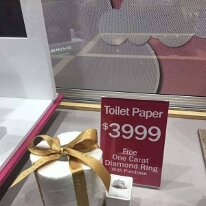 Toilet Paper
$3999
Free
One Carat
Diamond Ring
With Purchase